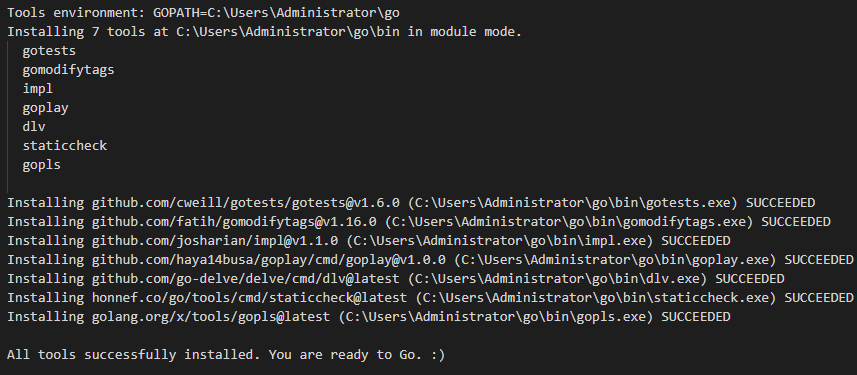 Tools environment: GOPATH=C:\Users\Administrator\go
Installing 7 tools at C:\Users\Administrator\go\bin in module mode.
gotests
gomodifytags
impl
goplay
dlv
staticcheck
gopls
Installing github.com/cweill/gotests/gotests@v1.6.0 (C:\Users\Administrator\go\bin\gotests.exe) SUCCEEDED
Installing github.com/fatih/gomodifytags@v1.16.0 (C:\Users\Administrator\go\bin\gomodifytags.exe) SUCCEEDED
Installing github.com/josharian/impl@v1.1.0 (C:\Users\Administrator\go\bin\impl.exe) SUCCEEDED
Installing github.com/haya14busa/goplay/cmd/goplay@v1.0.0 (C:\Users\Administrator\go\bin\goplay.exe) SUCCEEDED
Installing github.com/go-delve/delve/cmd/dlv@latest (C:\Users\Administrator\go\bin\dlv.exe) SUCCEEDED
Installing honnef.co/go/tools/cmd/staticcheck@latest (C:\Users\Administrator\go\bin\staticcheck.exe) SUCCEEDED
Installing golang.org/x/tools/gopls@latest (C:\Users\Administrator\go\bin\gopls.exe) SUCCEEDED
All tools successfully installed. You are ready to Go. :)